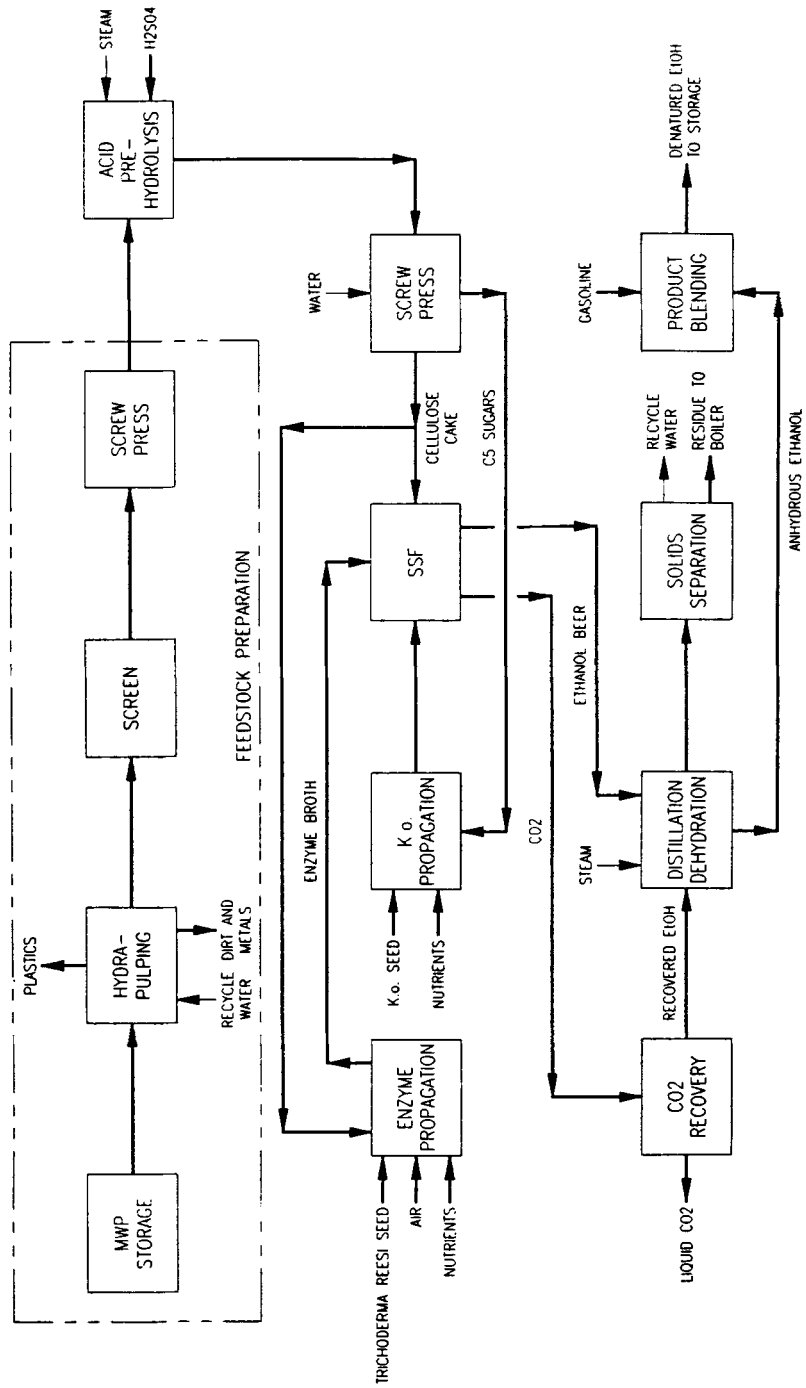 MWP
STORAGE
HYDRA-
PULPING
PLASTICS
RECYCLE
WATER
DIRT AND
METALS
SCREEN
SCREW
PRESS
FEEDSTOCK PREPARATION
ACID
PRE-
HYDROLYSIS
STEAM
H2SO4
TRICHODERMA REESI SEED
AIR
NUTRIENTS
ENZYME
PROPAGATION
ENZYME BROTH
K.o. SEED
NUTRIENTS
K.o.
PROPAGATION
SSF
CELLULOSE
CAKE
C5 SUGARS
WATER
SCREW
PRESS
ETHANOL BEER
CO2
LIQUID CO2
CO2
RECOVERY
RECOVERED EtOH
STEAM
DISTILLATION
DEHYDRATION
SOLIDS
SEPARATION
RECYCLE
WATER
RESIDUE TO
BOILER
ANHYDROUS ETHANOL
GASOLINE
PRODUCT
BLENDING
DENATURED EtOH
TO STORAGE